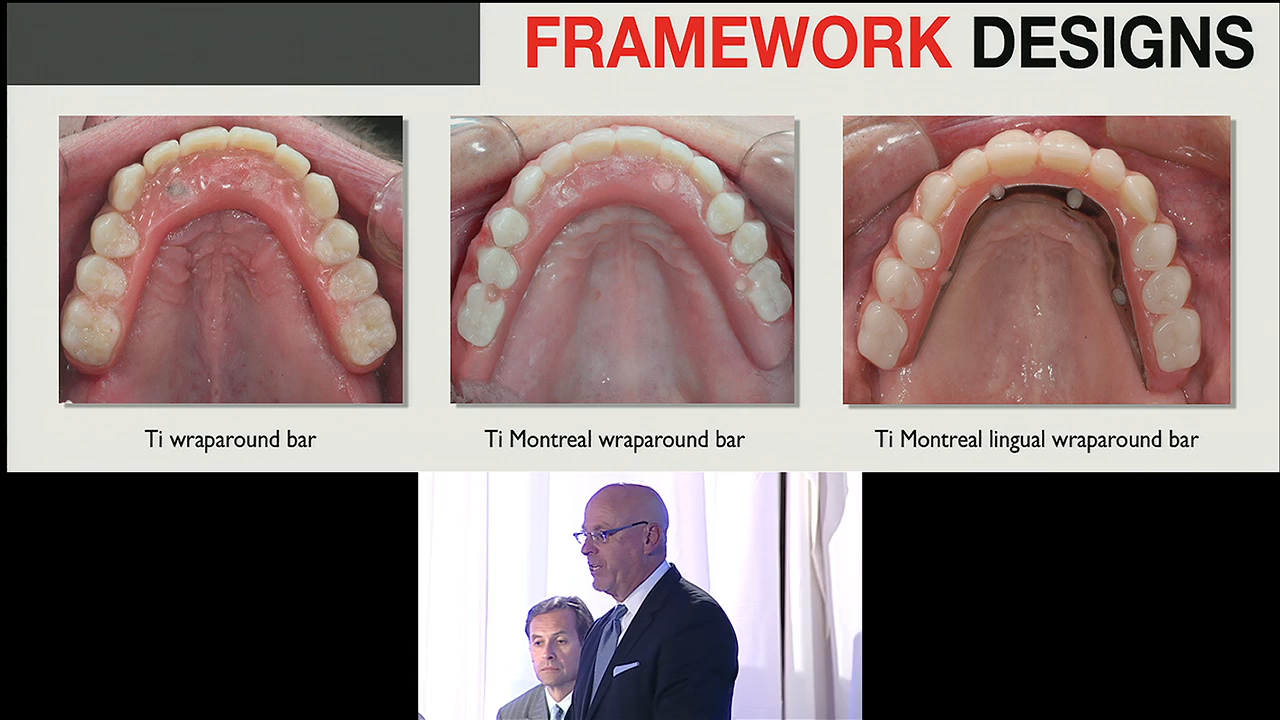 FRAMEWORK DESIGNS
Ti wraparound bar
Ti Montreal wraparound bar
Ti Montreal lingual wraparound bar